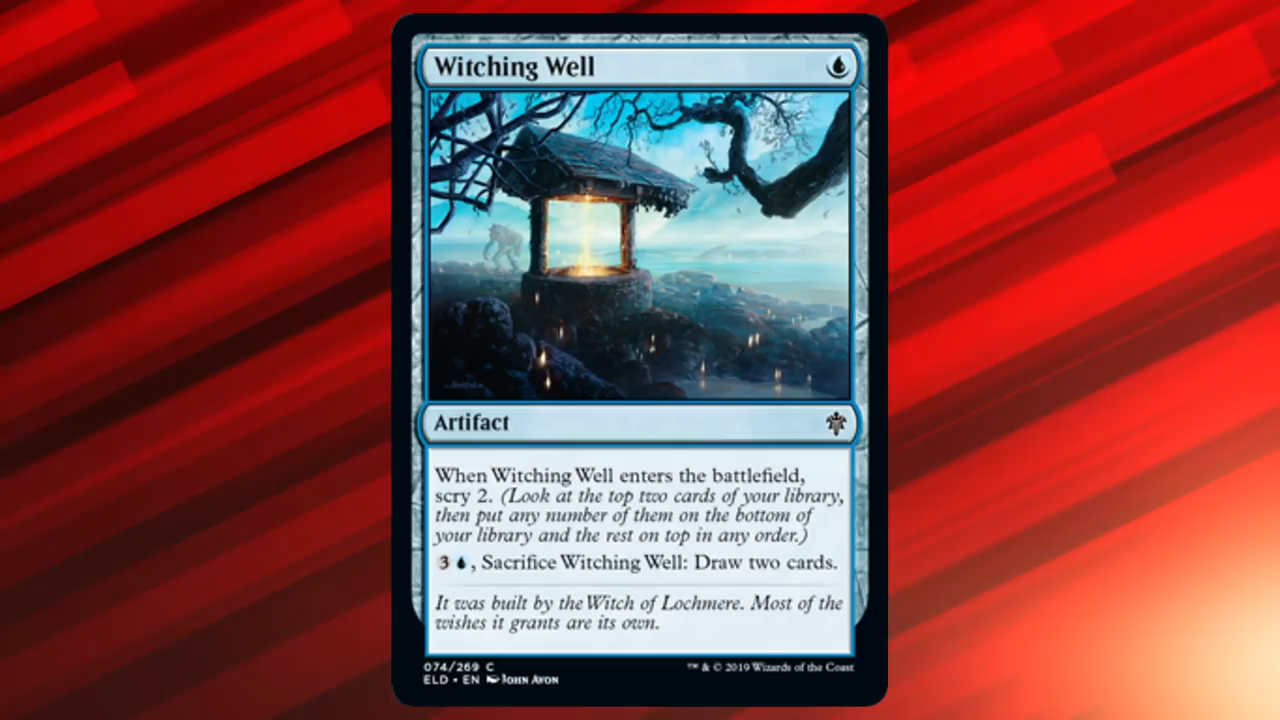 Witching Well
Artifact
When Witching Well enters the battlefield,
scry 2. (Look at the top two cards of your library,
then put any number of them on the bottom of
your library and the rest on top in any order.)
3, Sacrifice Witching Well: Draw two cards.
It was built by the Witch of Lochmere. Most of the
wishes it grants are its own.
074/269 C
™ & © 2019 Wizards of the Coast
ELD • EN John Avon